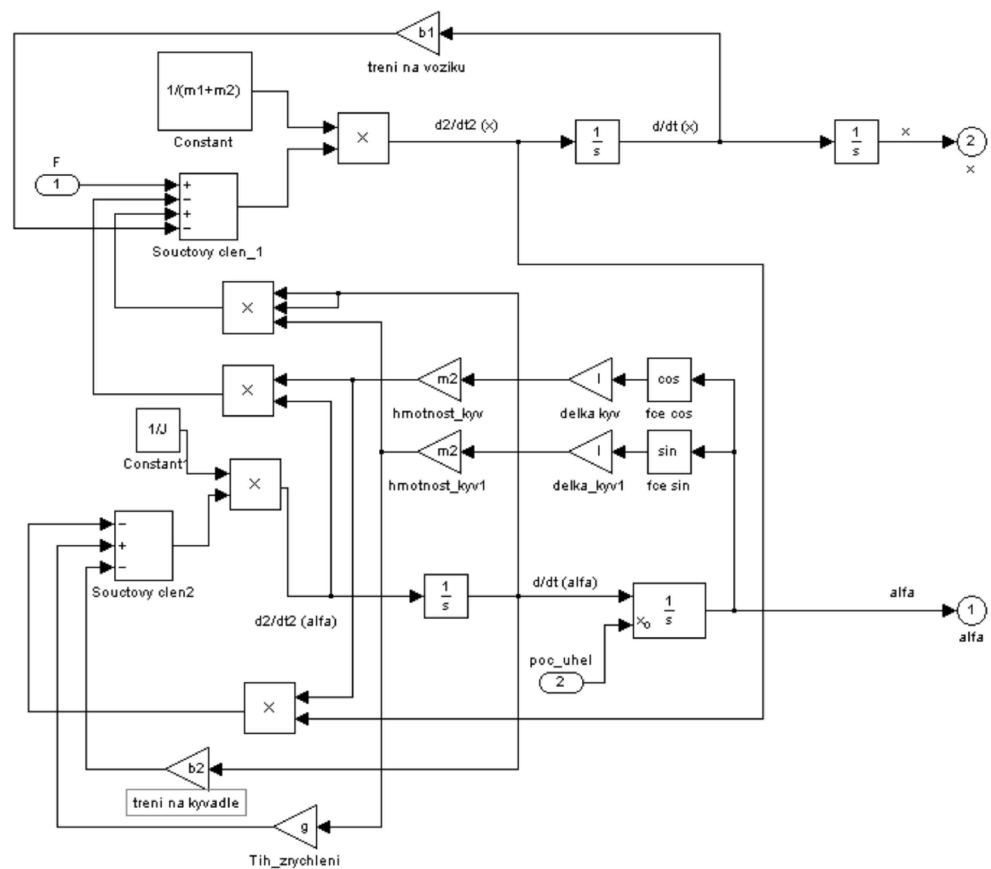 b1
treni na voziku
1/(m1+m2)
Constant
×
d2/dt2 (x)
1
s
d/dt (x)
1
s
x
2
x
F
1
+
−
+
−
Souctovy clen_1
×
×
m2
hmotnost_kyv
l
delka kyv
cos
fce cos
1/J
Constant1
m2
hmotnost_kyv1
l
delka_kyv1
sin
fce sin
×
−
+
−
Souctovy clen2
d2/dt2 (alfa)
1
s
d/dt (alfa)
1
s
xo
alfa
1
alfa
poc_uhel
2
×
b2
treni na kyvadle
g
Tih_zrychleni